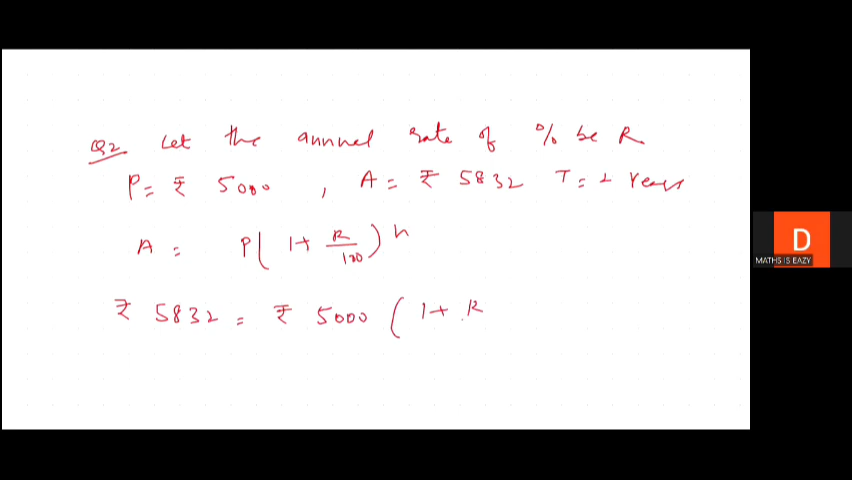 Q2 Let the annual rate of % be R
P = ₹ 5000 , A = ₹ 5832 T = 2 Years
A = P( 1+ R/100 )^n
₹ 5832 = ₹ 5000 ( 1+ R
D
MATHS IS EAZY